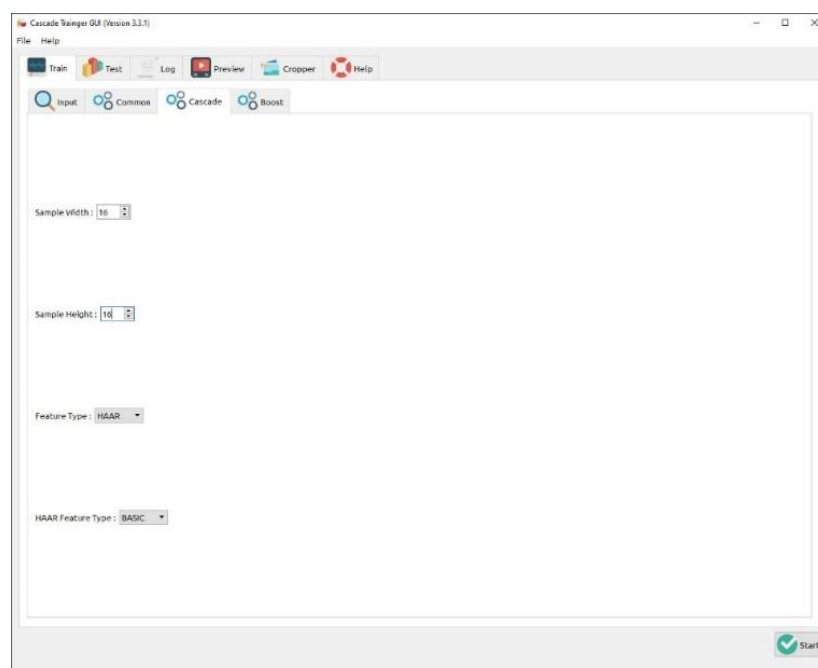 Cascade Trainger GUI (Version 3.3.1)
File Help
Train Test Log Preview Cropper Help
Input Common Cascade Boost
Sample Width : 16
Sample Height : 16
Feature Type : HAAR
HAAR Feature Type : BASIC
Start